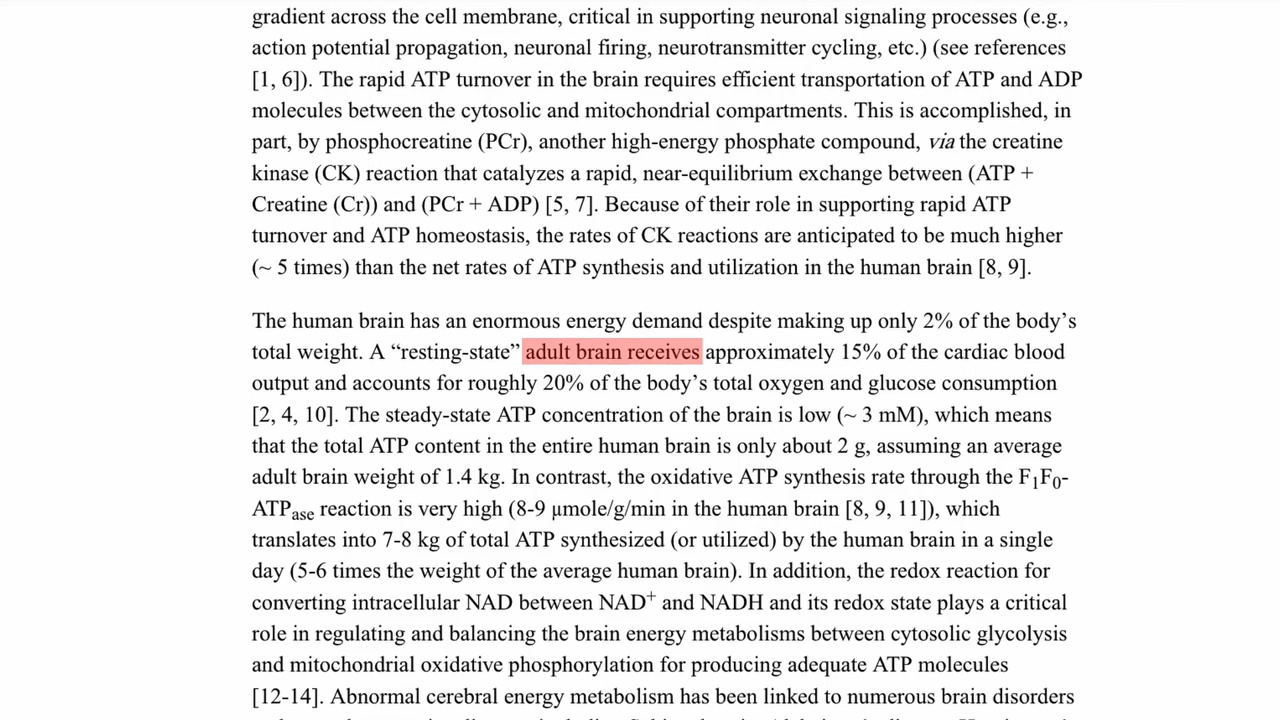 gradient across the cell membrane, critical in supporting neuronal signaling processes (e.g.,
action potential propagation, neuronal firing, neurotransmitter cycling, etc.) (see references
[1, 6]). The rapid ATP turnover in the brain requires efficient transportation of ATP and ADP
molecules between the cytosolic and mitochondrial compartments. This is accomplished, in
part, by phosphocreatine (PCr), another high-energy phosphate compound, via the creatine
kinase (CK) reaction that catalyzes a rapid, near-equilibrium exchange between (ATP +
Creatine (Cr)) and (PCr + ADP) [5, 7]. Because of their role in supporting rapid ATP
turnover and ATP homeostasis, the rates of CK reactions are anticipated to be much higher
(~ 5 times) than the net rates of ATP synthesis and utilization in the human brain [8, 9].
The human brain has an enormous energy demand despite making up only 2% of the body’s
total weight. A “resting-state” adult brain receives approximately 15% of the cardiac blood
output and accounts for roughly 20% of the body’s total oxygen and glucose consumption
[2, 4, 10]. The steady-state ATP concentration of the brain is low (~ 3 mM), which means
that the total ATP content in the entire human brain is only about 2 g, assuming an average
adult brain weight of 1.4 kg. In contrast, the oxidative ATP synthesis rate through the F1F0-
ATPase reaction is very high (8-9 μmole/g/min in the human brain [8, 9, 11]), which
translates into 7-8 kg of total ATP synthesized (or utilized) by the human brain in a single
day (5-6 times the weight of the average human brain). In addition, the redox reaction for
converting intracellular NAD between NAD+ and NADH and its redox state plays a critical
role in regulating and balancing the brain energy metabolisms between cytosolic glycolysis
and mitochondrial oxidative phosphorylation for producing adequate ATP molecules
[12-14]. Abnormal cerebral energy metabolism has been linked to numerous brain disorders